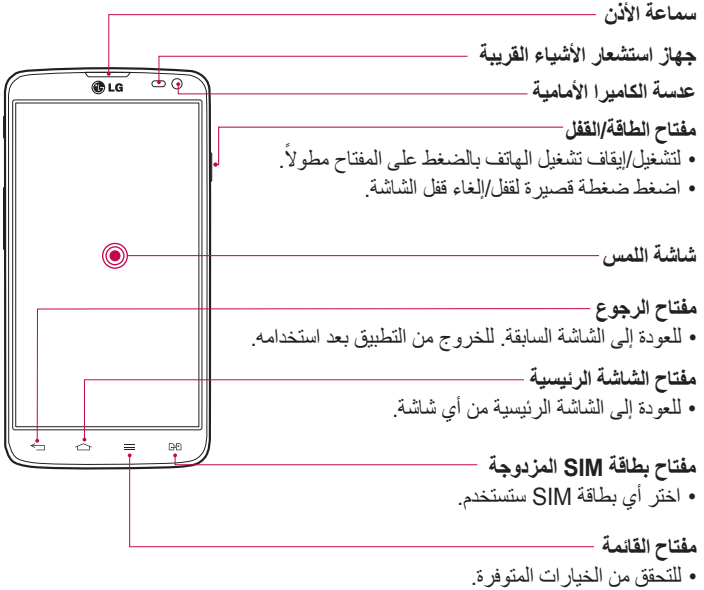 سماعة الأذن
جهاز استشعار الأشياء القريبة
عدسة الكاميرا الأمامية
LG
مفتاح الطاقة/القفل
• لتشغيل/إيقاف تشغيل الهاتف بالضغط على المفتاح مطولاً.
• اضغط ضغطة قصيرة لقفل/إلغاء قفل الشاشة.
شاشة اللمس
مفتاح الرجوع
• للعودة إلى الشاشة السابقة. للخروج من التطبيق بعد استخدامه.
مفتاح الشاشة الرئيسية
• للعودة إلى الشاشة الرئيسية من أي شاشة.
مفتاح بطاقة SIM المزدوجة
• اختر أي بطاقة SIM ستستخدم.
مفتاح القائمة
• للتحقق من الخيارات المتوفرة.